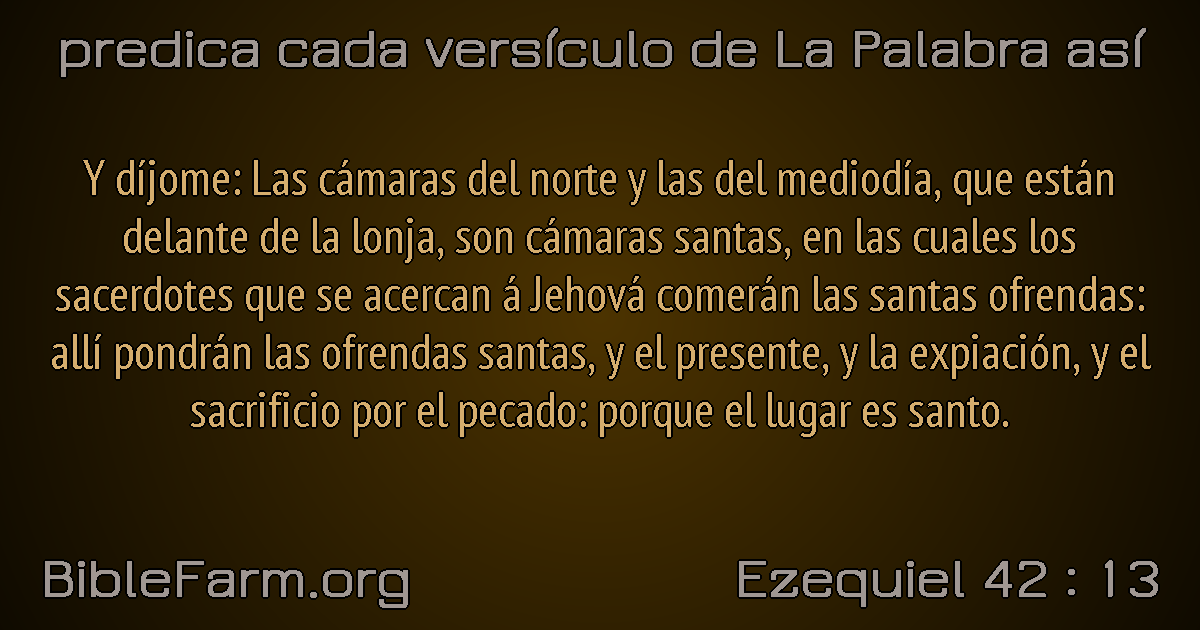 predica cada versículo de La Palabra así
Y díjome: Las cámaras del norte y las del mediodía, que están
delante de la lonja, son cámaras santas, en las cuales los
sacerdotes que se acercan á Jehová comerán las santas ofrendas:
allí pondrán las ofrendas santas, y el presente, y la expiación, y el
sacrificio por el pecado: porque el lugar es santo.
BibleFarm.org
Ezequiel 42 : 13